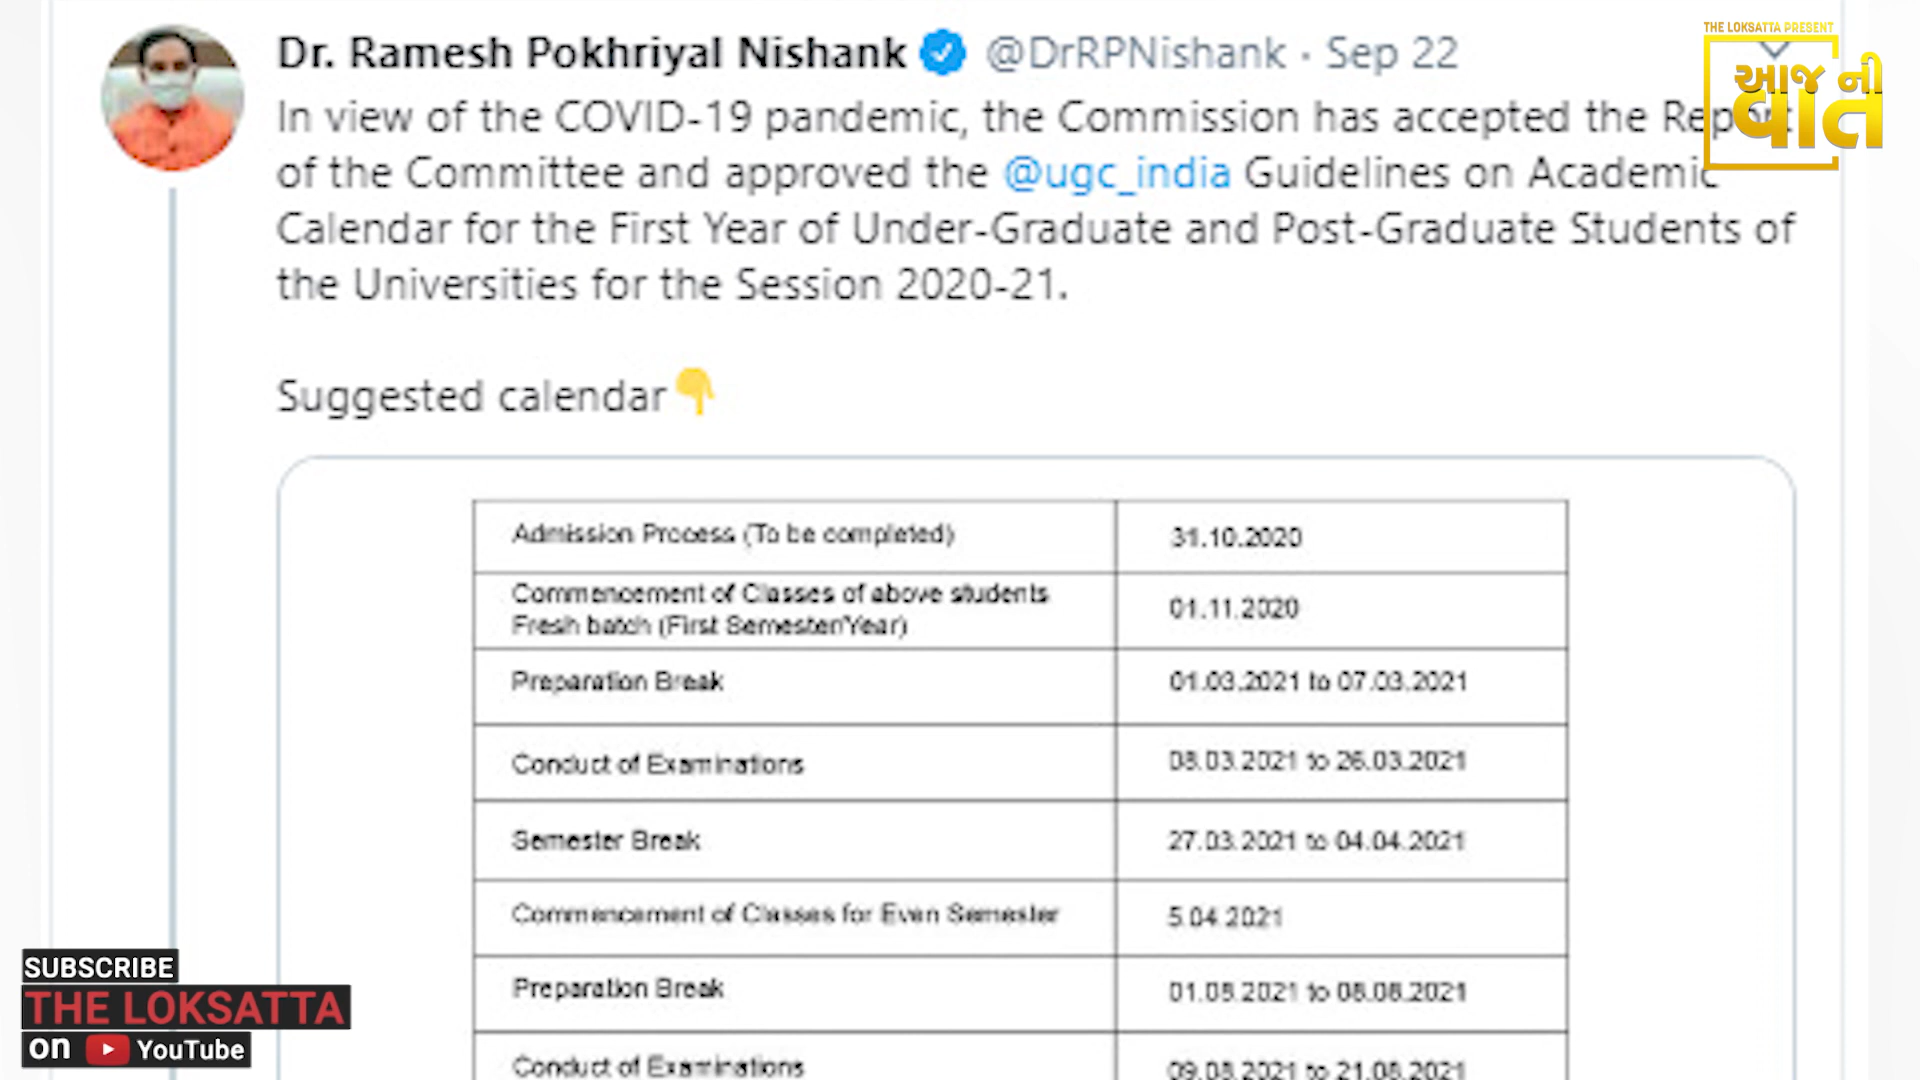 Dr. Ramesh Pokhriyal Nishank @DrRPNishank · Sep 22
In view of the COVID-19 pandemic, the Commission has accepted the Report
of the Committee and approved the @ugc_india Guidelines on Academic
Calendar for the First Year of Under-Graduate and Post-Graduate Students of
the Universities for the Session 2020-21.
Suggested calendar👇
Admission Process (To be completed) 31.10.2020
Commencement of Classes of above students
Fresh batch (First Semester/Year) 01.11.2020
Preparation Break 01.03.2021 to 07.03.2021
Conduct of Examinations 08.03.2021 to 26.03.2021
Semester Break 27.03.2021 to 04.04.2021
Commencement of Classes for Even Semester 5.04.2021
Preparation Break 01.08.2021 to 08.08.2021
Conduct of Examinations 09.08.2021 to 21.08.2021
THE LOKSATTA PRESENT
આજ ની
વાત
SUBSCRIBE
THE LOKSATTA
on YouTube